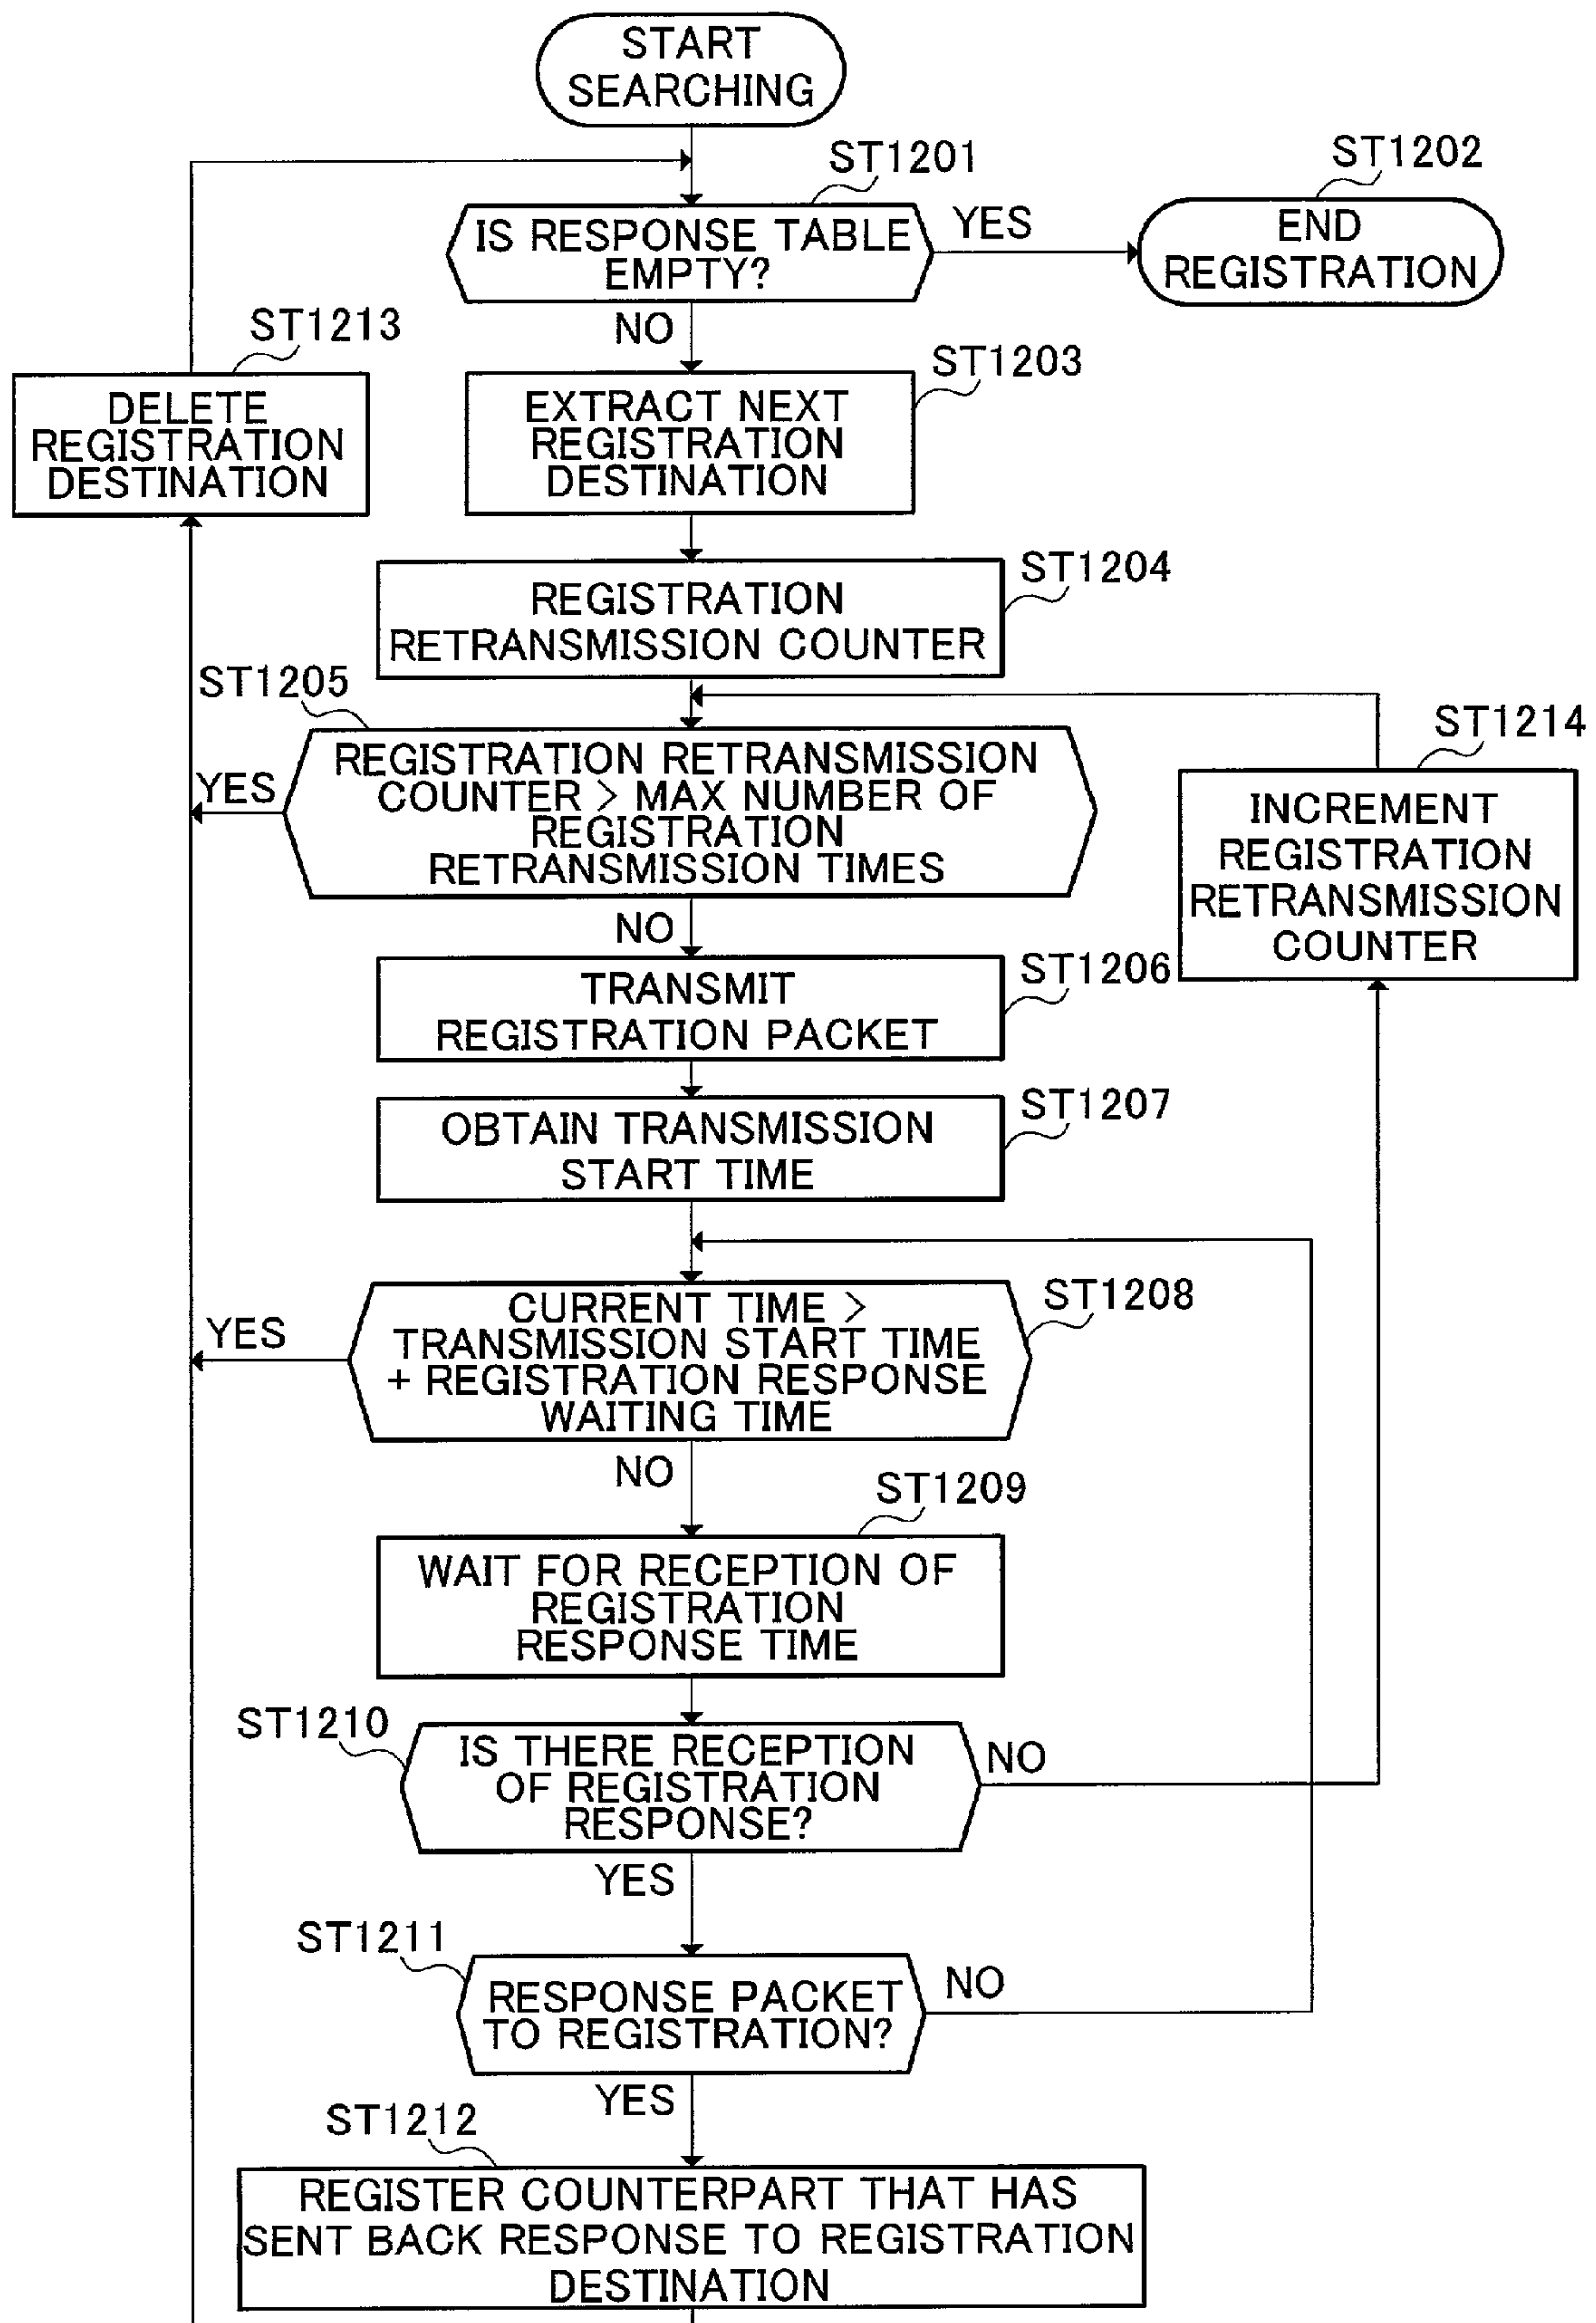 START
SEARCHING
ST1201
IS RESPONSE TABLE
EMPTY?
YES
ST1202
END
REGISTRATION
NO
ST1213
DELETE
REGISTRATION
DESTINATION
ST1203
EXTRACT NEXT
REGISTRATION
DESTINATION
ST1204
REGISTRATION
RETRANSMISSION COUNTER
ST1205
REGISTRATION RETRANSMISSION
COUNTER > MAX NUMBER OF
REGISTRATION
RETRANSMISSION TIMES
YES
NO
ST1214
INCREMENT
REGISTRATION
RETRANSMISSION
COUNTER
ST1206
TRANSMIT
REGISTRATION PACKET
ST1207
OBTAIN TRANSMISSION
START TIME
ST1208
CURRENT TIME >
TRANSMISSION START TIME
+ REGISTRATION RESPONSE
WAITING TIME
YES
NO
ST1209
WAIT FOR RECEPTION OF
REGISTRATION
RESPONSE TIME
ST1210
IS THERE RECEPTION
OF REGISTRATION
RESPONSE?
NO
YES
ST1211
RESPONSE PACKET
TO REGISTRATION?
NO
YES
ST1212
REGISTER COUNTERPART THAT HAS
SENT BACK RESPONSE TO REGISTRATION
DESTINATION